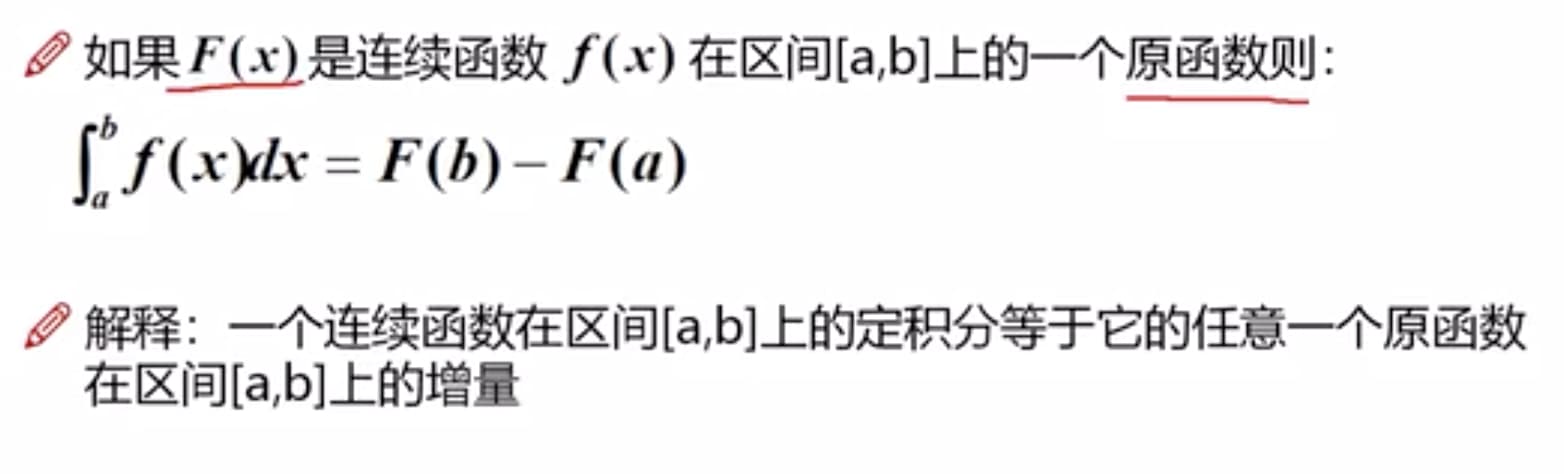 如果F(x)是连续函数 f(x) 在区间[a,b]上的一个原函数则：
∫_a^b f(x)dx = F(b) − F(a)
解释：一个连续函数在区间[a,b]上的定积分等于它的任意一个原函数
在区间[a,b]上的增量